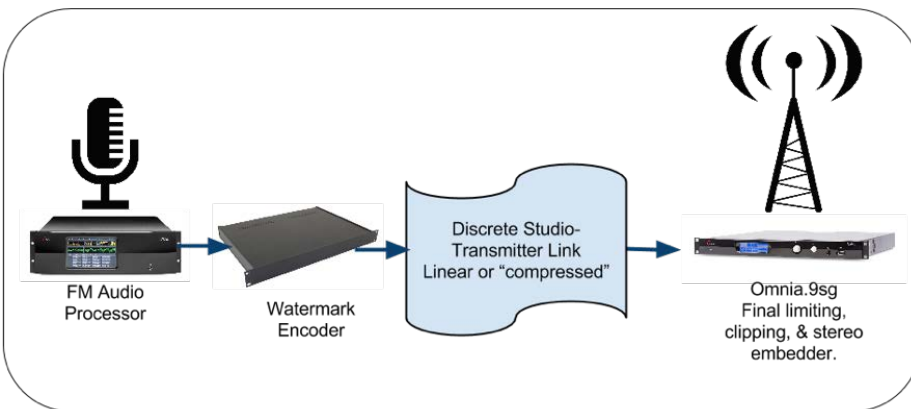 FM Audio
Processor
Watermark
Encoder
Discrete Studio-
Transmitter Link
Linear or “compressed”
Omnia.9sg
Final limiting,
clipping, & stereo
embedder.